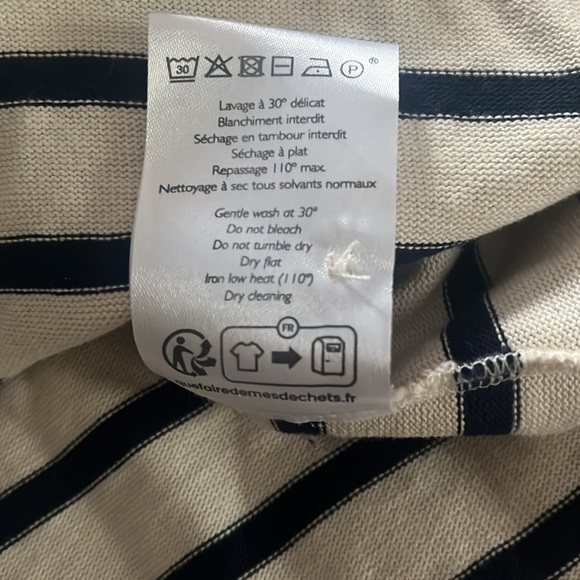 30 P
Lavage à 30° délicat
Blanchiment interdit
Séchage en tambour interdit
Séchage à plat
Repassage 110° max.
Nettoyage à sec tous solvants normaux
Gentle wash at 30°
Do not bleach
Do not tumble dry
Dry flat
Iron low heat (110°)
Dry cleaning
FR
quefairedemesdechets.fr